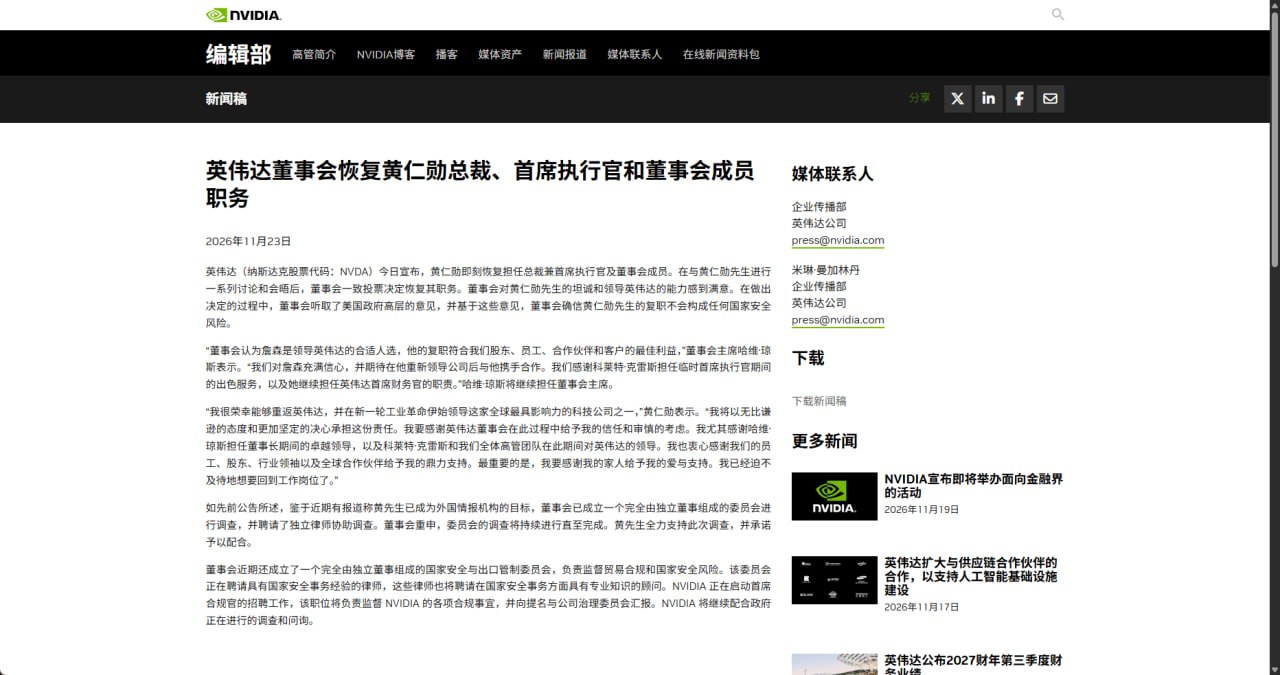 NVIDIA.
编辑部 高管简介 NVIDIA博客 播客 媒体资产 新闻报道 媒体联系人 在线新闻资料包
新闻稿
分享
英伟达董事会恢复黄仁勋总裁、首席执行官和董事会成员
职务
2026年11月23日
英伟达（纳斯达克股票代码：NVDA）今日宣布，黄仁勋即刻恢复担任总裁兼首席执行官及董事会成员。在与黄仁勋先生进行
一系列讨论和会晤后，董事会一致投票决定恢复其职务。董事会对黄仁勋先生的坦诚和领导英伟达的能力感到满意。在做出
决定的过程中，董事会听取了美国政府高层的意见，并基于这些意见，董事会确信黄仁勋先生的复职不会构成任何国家安全
风险。
“董事会认为詹森是领导英伟达的合适人选，他的复职符合我们股东、员工、合作伙伴和客户的最佳利益，”董事会主席哈维·琼
斯表示。“我们对詹森充满信心，并期待在他重新领导公司后与他携手合作。我们感谢科莱特·克雷斯担任临时首席执行官期间
的出色服务，以及她继续担任英伟达首席财务官的职责。”哈维·琼斯将继续担任董事会主席。
“我很荣幸能够重返英伟达，并在新一轮工业革命伊始领导这家全球最具影响力的科技公司之一，”黄仁勋表示。“我将以无比谦
逊的态度和更加坚定的决心承担这份责任。我要感谢英伟达董事会在此过程中给予我的信任和审慎的考虑。我尤其感谢哈维·
琼斯担任董事长期间的卓越领导，以及科莱特·克雷斯和我们全体高管团队在此期间对英伟达的领导。我也衷心感谢我们的员
工、股东、行业领袖以及全球合作伙伴给予我的鼎力支持。最重要的是，我要感谢我的家人给予我的爱与支持。我已经迫不
及待地想要回到工作岗位了。”
如先前公告所述，鉴于近期有报道称黄先生已成为外国情报机构的目标，董事会已成立一个完全由独立董事组成的委员会进
行调查，并聘请了独立律师协助调查。董事会重申，委员会的调查将持续进行直至完成。黄先生全力支持此次调查，并承诺
予以配合。
董事会近期还成立了一个完全由独立董事组成的国家安全与出口管制委员会，负责监督贸易合规和国家安全风险。该委员会
正在聘请具有国家安全事务经验的律师，这些律师也将聘请在国家安全事务方面具有专业知识的顾问。NVIDIA 正在启动首席
合规官的招聘工作，该职位将负责监督 NVIDIA 的各项合规事宜，并向提名与公司治理委员会汇报。NVIDIA 将继续配合政府
正在进行的调查和问询。
媒体联系人
企业传播部
英伟达公司
press@nvidia.com
米琳·曼加林丹
企业传播部
英伟达公司
press@nvidia.com
下载
下载新闻稿
更多新闻
NVIDIA.
NVIDIA宣布即将举办面向金融界
的活动
2026年11月19日
英伟达扩大与供应链合作伙伴的
合作，以支持人工智能基础设施
建设
2026年11月17日
英伟达公布2027财年第三季度财
务业绩